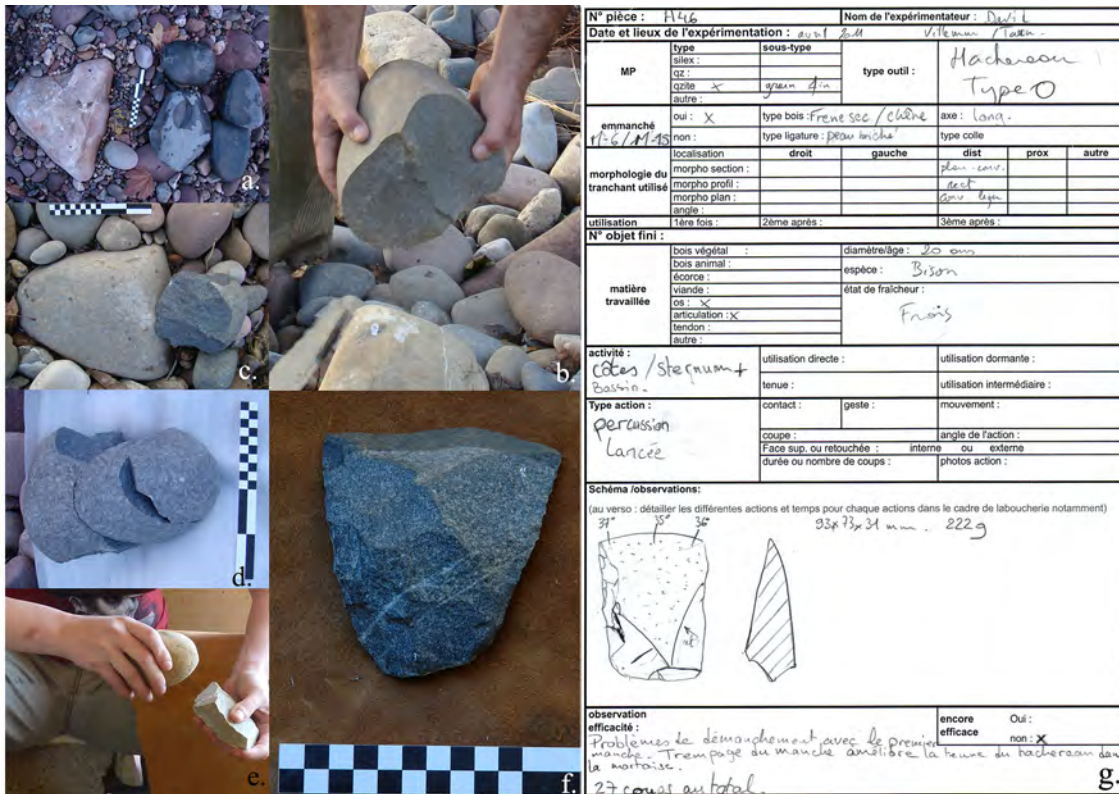 a.
b.
c.
d.
e.
f.
N° pièce : A46 Nom de l'expérimentateur : David
Date et lieux de l'expérimentation : avril Villemur /Tarn
MP type sous-type type outil : Hachereau Type O
silex :
qz :
qzite x grain fin
autre :
emmanché oui : X type bois : Frene sec / chêne axe : long.
M-6/M-15 non : type ligature : peau biche type colle
morphologie du tranchant utilisé localisation droit gauche dist prox autre
morpho section : plan-conv.
morpho profil : rect
morpho plan : conv
angle :
utilisation 1ère fois : 2ème après : 3ème après :
N° objet fini :
matière travaillée bois végétal : diamètre/âge : 20 ans
bois animal : espèce : Bison
écorce :
viande : état de fraîcheur : Frais
os : X
articulation : X
tendon :
autre :
activité : utilisation directe : utilisation dormante :
côtes / Sternum +
Bassin. tenue : utilisation intermédiaire :
Type action : contact : geste : mouvement :
percussion
Lancée coupe : angle de l'action :
Face sup. ou retouchée : interne ou externe
durée ou nombre de coups : photos action :
Schéma /observations:
(au verso : détailler les différentes actions et temps pour chaque actions dans le cadre de laboucherie notamment)
37° 35° 36° 93x73x31 mm. 222g
observation efficacité : encore efficace Oui :
non : X
Problèmes de démanchement avec le premier
manche. Trempage du manche améliore la tenue du hachereau dans
la mortaise.
27 coups au total.
g.